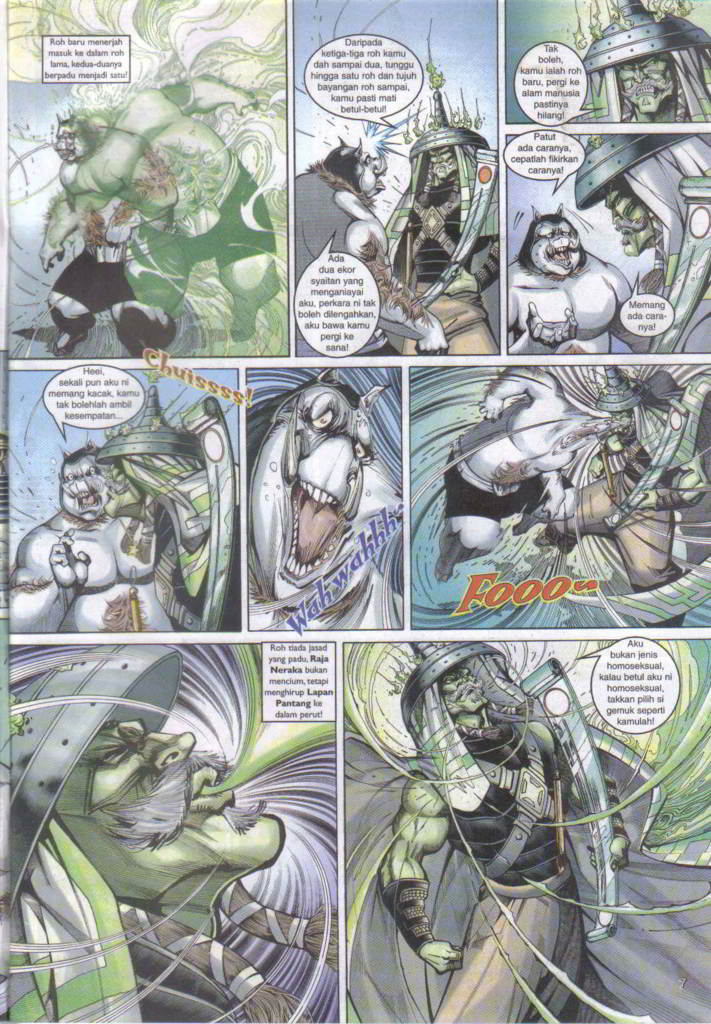 Roh baru menerjah
masuk ke dalam roh
lama, kedua-duanya
berpadu menjadi satu!
Daripada
ketiga-tiga roh kamu
dah sampai dua, tunggu
hingga satu roh dan tujuh
bayangan roh sampai,
kamu pasti mati
betul-betul!
Ada
dua ekor
syaitan yang
menganiayai
aku, perkara ni tak
boleh dilengahkan,
aku bawa kamu
pergi ke
sana!
Tak
boleh,
kamu ialah roh
baru, pergi ke
alam manusia
pastinya
hilang!
Patut
ada caranya,
cepatlah fikirkan
caranya!
Memang
ada cara-
nya!
Heei,
sekali pun aku ni
memang kacak, kamu
tak bolehlah ambil
kesempatan...
Chuissss!
Wahwahhh
Fooo
Roh tiada jasad
yang padu, Raja
Neraka bukan
mencium, tetapi
menghirup Lapan
Pantang ke
dalam perut!
Aku
bukan jenis
homoseksual,
kalau betul aku ni
homoseksual,
takkan pilih si
gemuk seperti
kamulah!
7